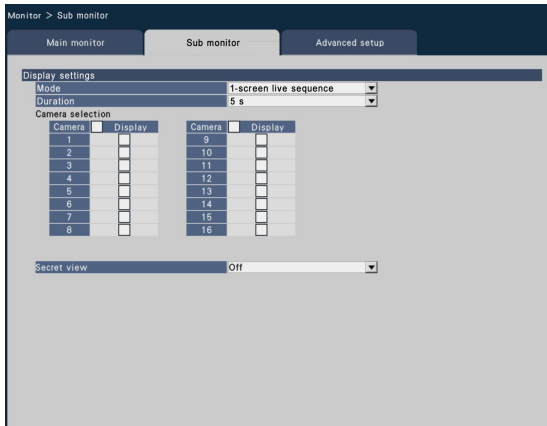 Monitor > Sub monitor
Main monitor Sub monitor Advanced setup
Display settings
Mode 1-screen live sequence
Duration 5 s
Camera selection
Camera Display Camera Display
1 9
2 10
3 11
4 12
5 13
6 14
7 15
8 16
Secret view Off